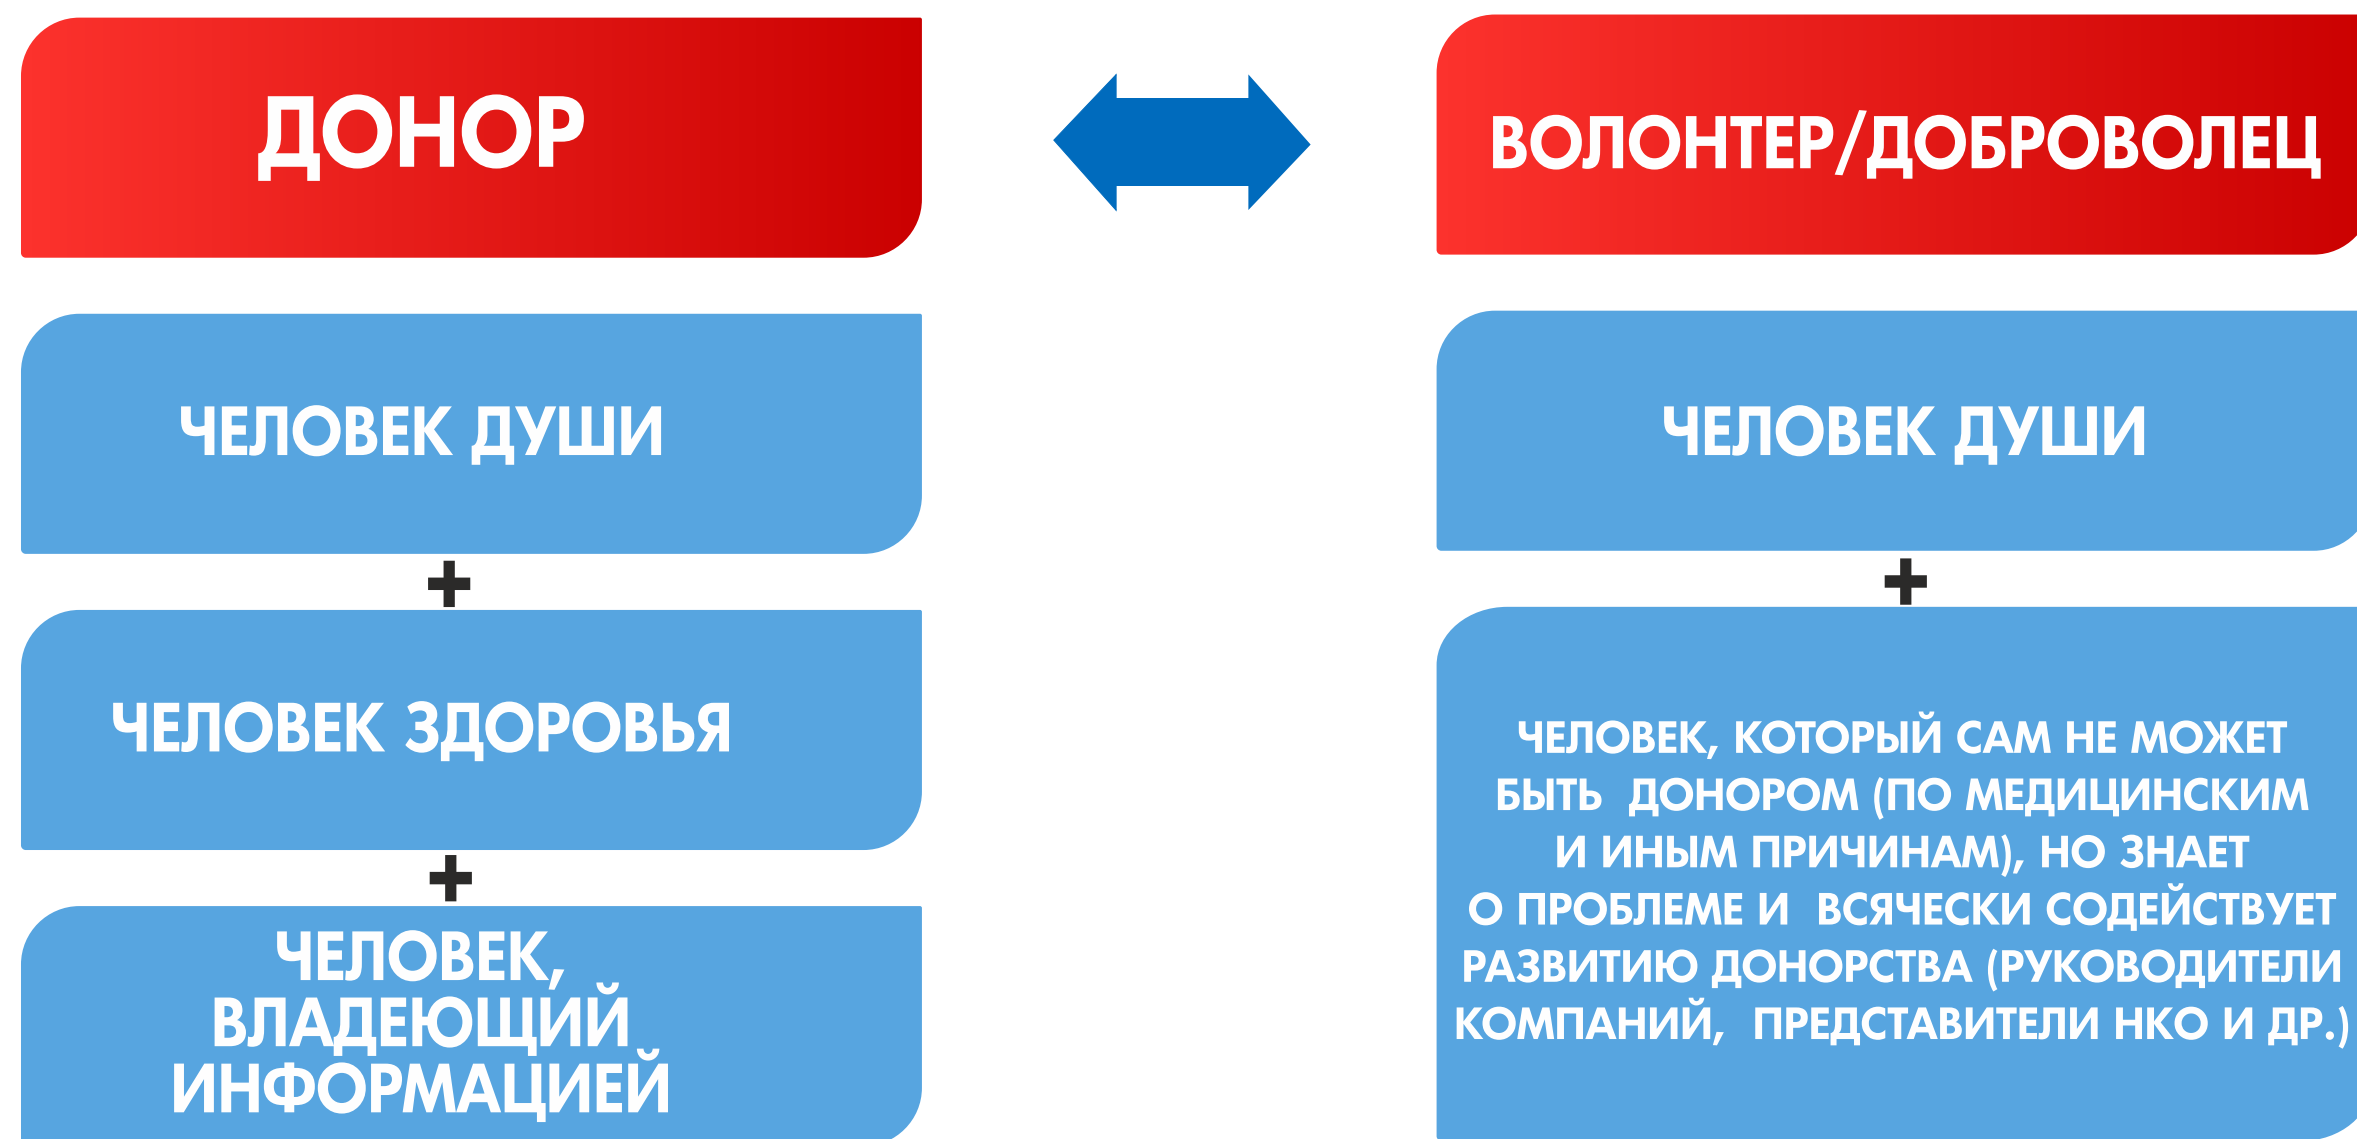 ДОНОР
ВОЛОНТЕР/ДОБРОВОЛЕЦ
ЧЕЛОВЕК ДУШИ
+
ЧЕЛОВЕК ЗДОРОВЬЯ
+
ЧЕЛОВЕК,
ВЛАДЕЮЩИЙ
ИНФОРМАЦИЕЙ
ЧЕЛОВЕК ДУШИ
+
ЧЕЛОВЕК, КОТОРЫЙ САМ НЕ МОЖЕТ
БЫТЬ ДОНОРОМ (ПО МЕДИЦИНСКИМ
И ИНЫМ ПРИЧИНАМ), НО ЗНАЕТ
О ПРОБЛЕМЕ И ВСЯЧЕСКИ СОДЕЙСТВУЕТ
РАЗВИТИЮ ДОНОРСТВА (РУКОВОДИТЕЛИ
КОМПАНИЙ, ПРЕДСТАВИТЕЛИ НКО И ДР.)